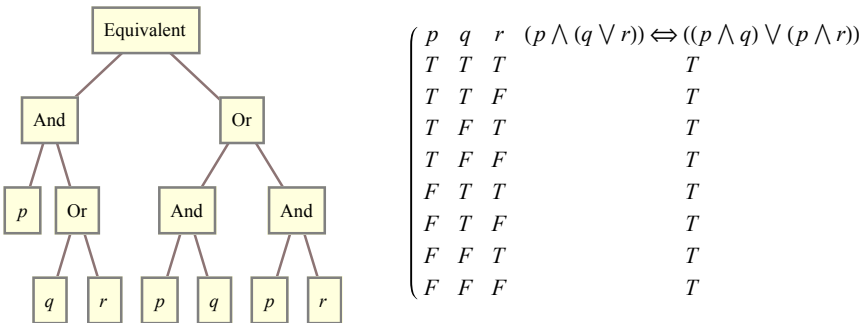 Equivalent
And Or
p Or And And
q r p q p r
p q r (p ⋀ (q ⋁ r)) ⇔ ((p ⋀ q) ⋁ (p ⋀ r))
T T T T
T T F T
T F T T
T F F T
F T T T
F T F T
F F T T
F F F T